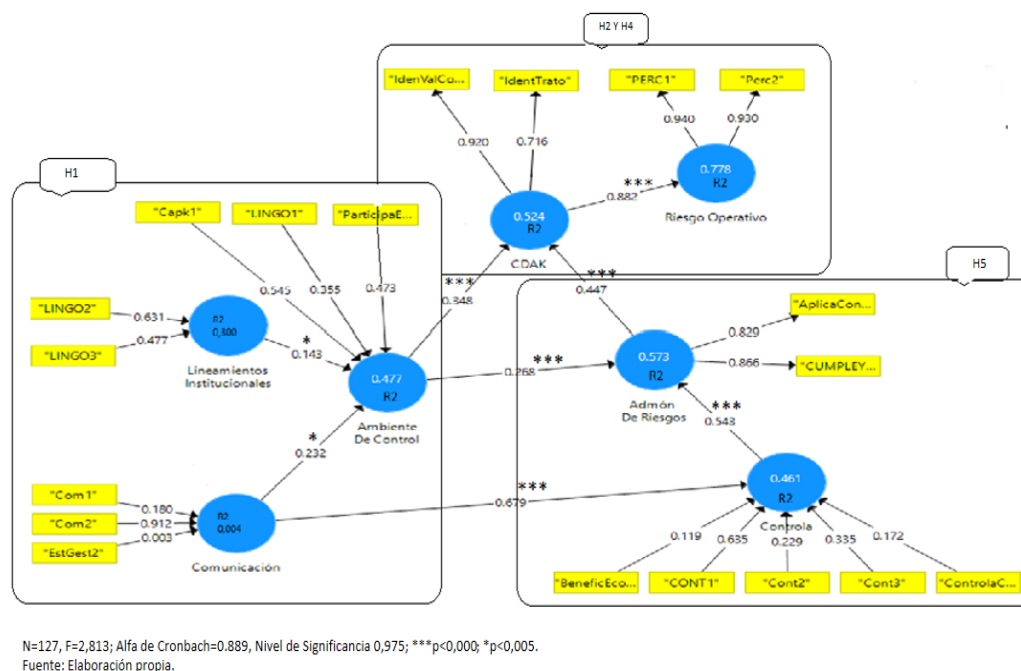 H2 Y H4
"IdenValCo...
"IdentTrato"
"PERC1"
"Perc2"
0.920
0.716
0.940
0.930
0.778
R2
Riesgo Operativo
***
0.882
0.524
R2
CDAK
H1
"Capk1"
"LINGO1"
"ParticipaE...
0.545
0.355
0.473
***
0.348
***
0.447
"LINGO2"
"LINGO3"
0.631
0.477
R2
0,300
Lineamientos
Institucionales
*
0.143
0.477
R2
Ambiente
De Control
*
0.232
"Com1"
"Com2"
"EstGest2"
0.180
0.912
0.003
R2
0.004
Comunicación
H5
***
0.268
0.573
R2
Admón
De Riesgos
0.829
0.866
"AplicaCon...
"CUMPLEY...
***
0.543
***
0.679
0.461
R2
Controla
0.119
0.635
0.229
0.335
0.172
"BeneficEco...
"CONT1"
"Cont2"
"Cont3"
"ControlaC...
N=127, F=2,813; Alfa de Cronbach=0.889, Nivel de Significancia 0,975; ***p<0,000; *p<0,005.
Fuente: Elaboración propia.